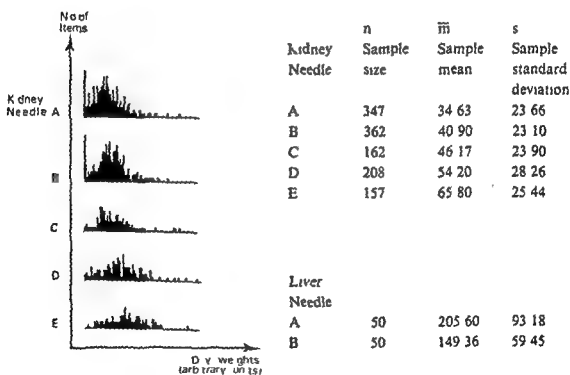 No of
Items
Kidney
Needle A
B
C
D
E
Dry weights
(arbitrary units)
n m̅ s
Kidney Sample Sample Sample
Needle size mean standard
deviation
A 347 34 63 23 66
B 362 40 90 23 10
C 162 46 17 23 90
D 208 54 20 28 26
E 157 65 80 25 44
Liver
Needle
A 50 205 60 93 18
B 50 149 36 59 45